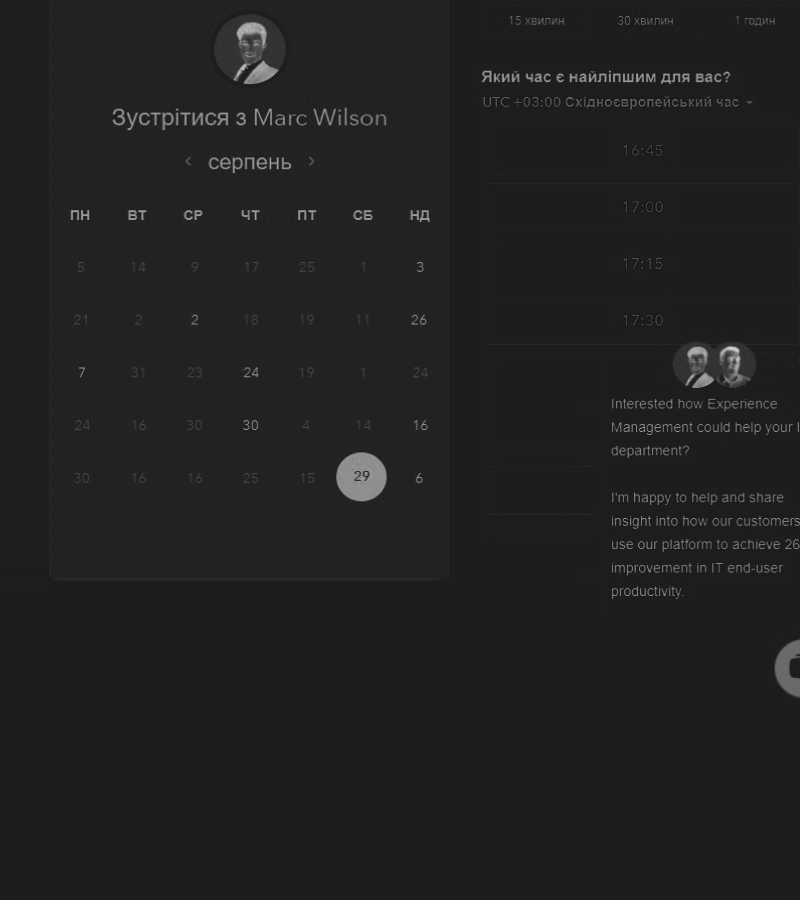 15 хвилин 30 хвилин 1 годин
Зустрітися з Marc Wilson
серпень
ПН ВТ СР ЧТ ПТ СБ НД
5 14 9 17 25 1 3
21 2 2 18 19 11 26
7 31 23 24 19 1 24
24 16 30 30 4 14 16
30 16 16 25 15 29 6
Який час є найліпшим для вас?
UTC +03:00 Східноєвропейський час
16:45
17:00
17:15
17:30
Interested how Experience
Management could help your
department?
I'm happy to help and share
insight into how our customers
use our platform to achieve 26
improvement in IT end-user
productivity.